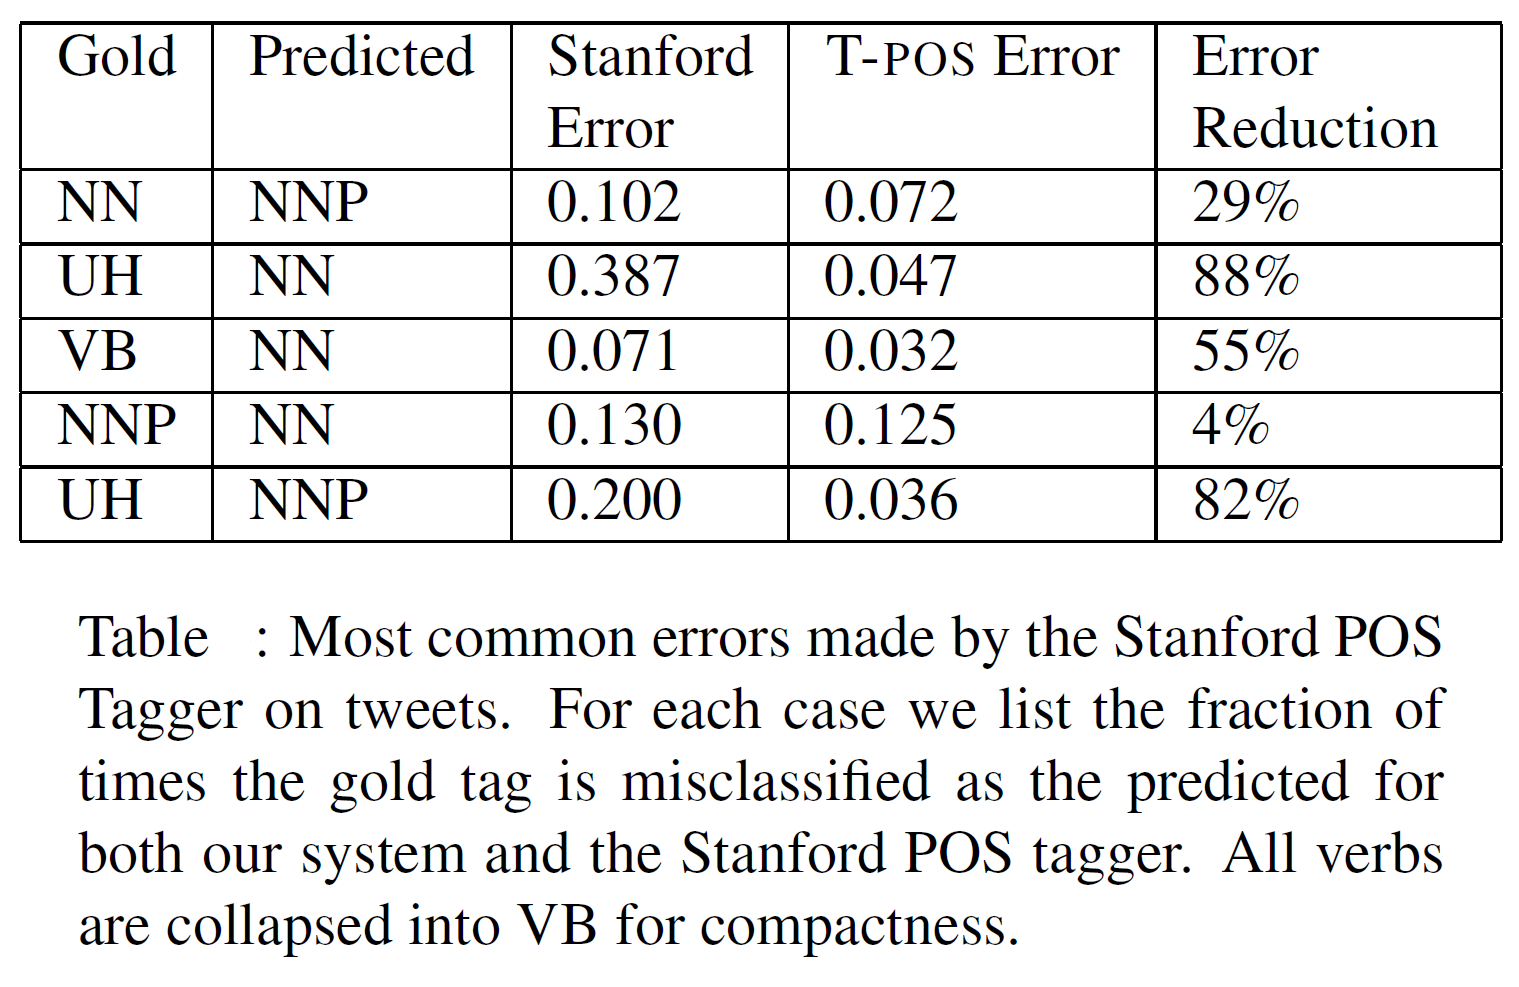 Gold Predicted Stanford Error T-POS Error Error Reduction
NN NNP 0.102 0.072 29%
UH NN 0.387 0.047 88%
VB NN 0.071 0.032 55%
NNP NN 0.130 0.125 4%
UH NNP 0.200 0.036 82%
Table : Most common errors made by the Stanford POS
Tagger on tweets. For each case we list the fraction of
times the gold tag is misclassified as the predicted for
both our system and the Stanford POS tagger. All verbs
are collapsed into VB for compactness.